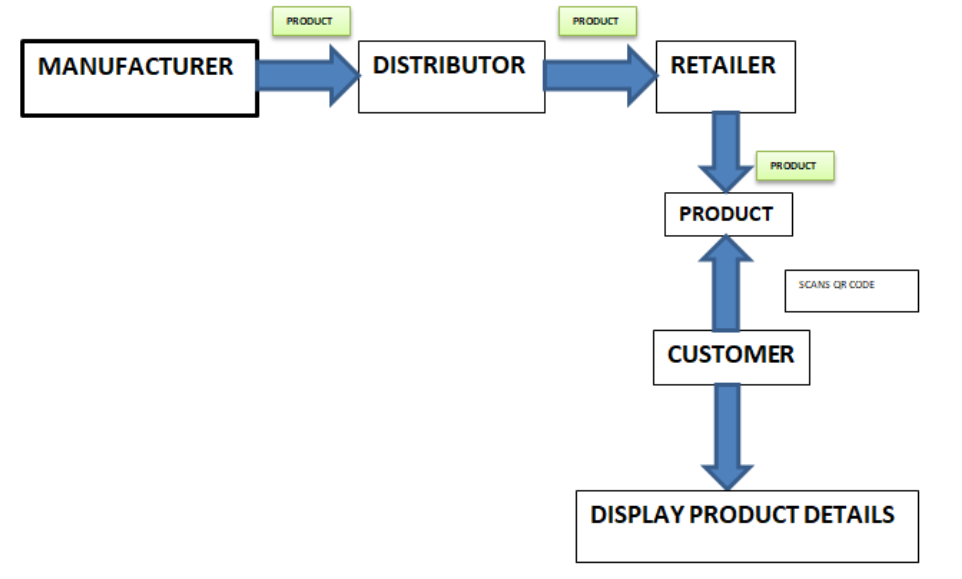 PRODUCT
PRODUCT
MANUFACTURER
DISTRIBUTOR
RETAILER
PRODUCT
PRODUCT
SCANS QR CODE
CUSTOMER
DISPLAY PRODUCT DETAILS